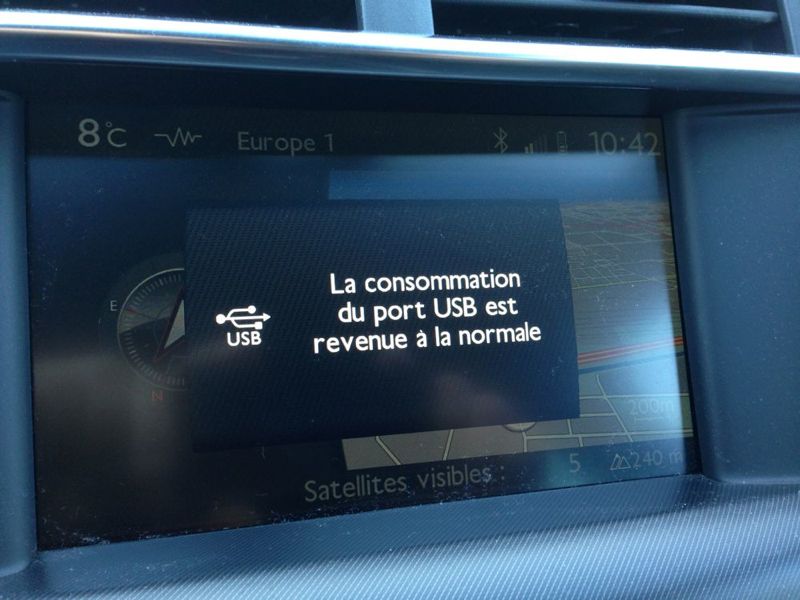 8°C Europe 1 10:42
E
La consommation
du port USB est
revenue à la normale
USB
N
200m
Satellites visibles : 5 240 m